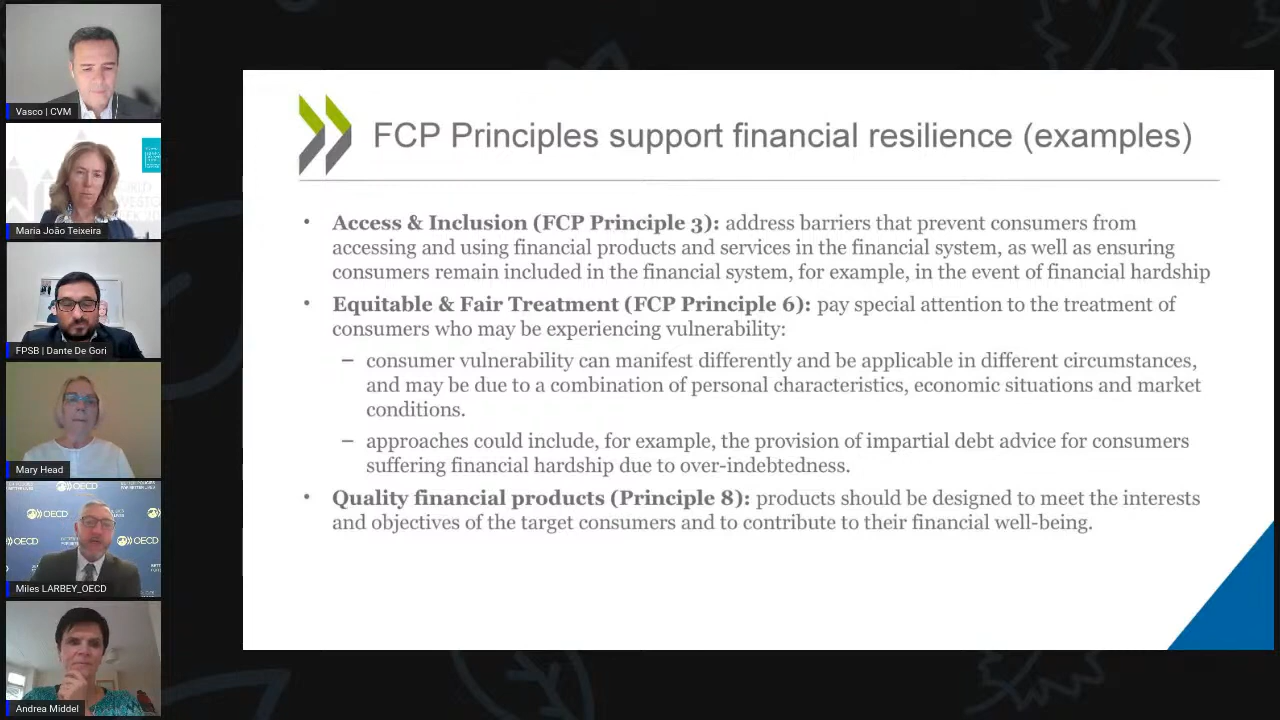 Vasco | CVM
Maria João Teixeira
FPSB | Dante De Gori
Mary Head
OECD
OECD
OECD
Miles LARBEY_OECD
Andrea Middel
FCP Principles support financial resilience (examples)
• Access & Inclusion (FCP Principle 3): address barriers that prevent consumers from
accessing and using financial products and services in the financial system, as well as ensuring
consumers remain included in the financial system, for example, in the event of financial hardship
• Equitable & Fair Treatment (FCP Principle 6): pay special attention to the treatment of
consumers who may be experiencing vulnerability:
– consumer vulnerability can manifest differently and be applicable in different circumstances,
and may be due to a combination of personal characteristics, economic situations and market
conditions.
– approaches could include, for example, the provision of impartial debt advice for consumers
suffering financial hardship due to over-indebtedness.
• Quality financial products (Principle 8): products should be designed to meet the interests
and objectives of the target consumers and to contribute to their financial well-being.